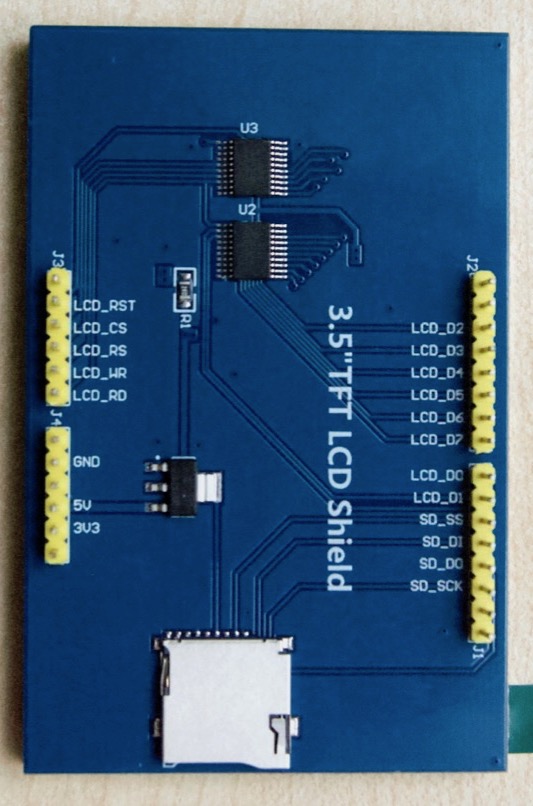 U3
U2
J3
LCD_RST
LCD_CS
LCD_RS
LCD_WR
LCD_RD
J4
GND
5V
3V3
R1
3.5"TFT LCD Shield
J2
LCD_D2
LCD_D3
LCD_D4
LCD_D5
LCD_D6
LCD_D7
LCD_D0
LCD_D1
SD_SS
SD_DI
SD_DO
SD_SCK
J1